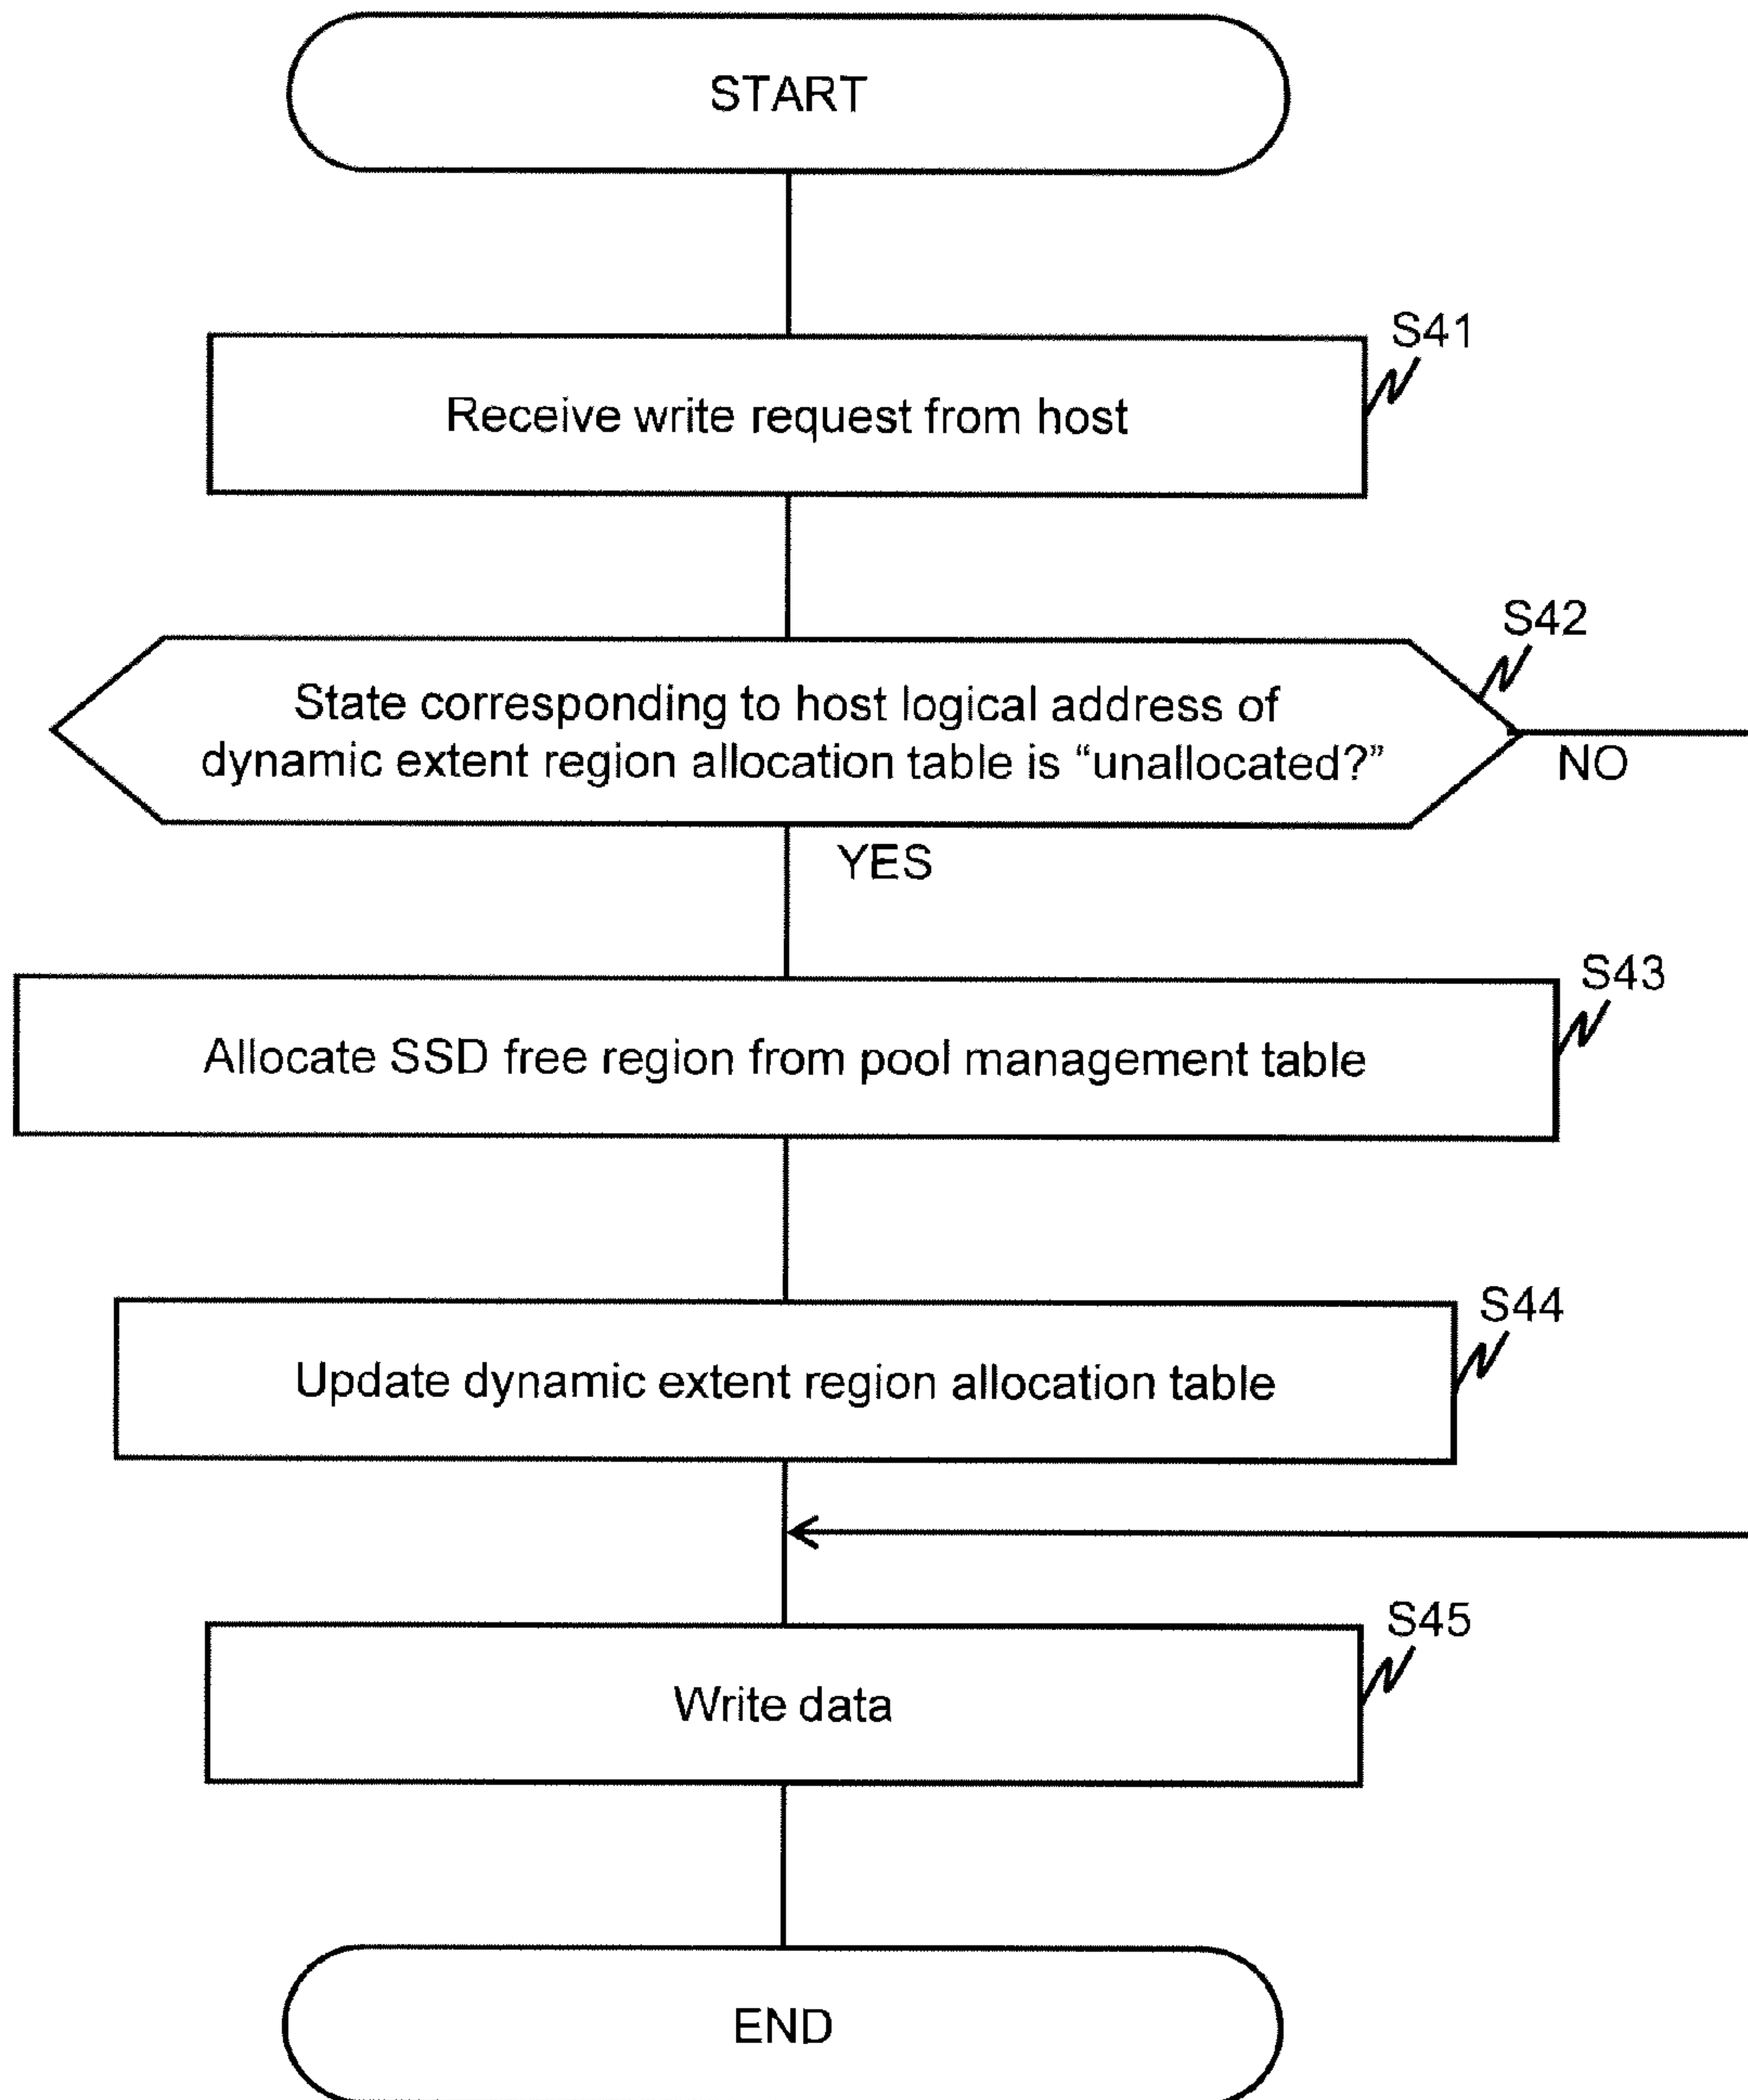 START
S41
Receive write request from host
S42
State corresponding to host logical address of
dynamic extent region allocation table is “unallocated?”
NO
YES
S43
Allocate SSD free region from pool management table
S44
Update dynamic extent region allocation table
S45
Write data
END